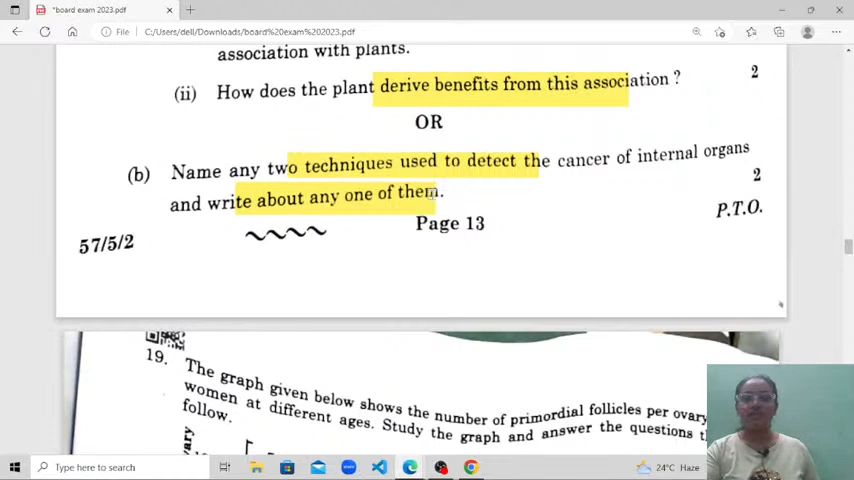 *board exam 2023.pdf
File | C:/Users/dell/Downloads/board%20exam%202023.pdf
association with plants.
(ii) How does the plant derive benefits from this association ? 2
OR
(b) Name any two techniques used to detect the cancer of internal organs
and write about any one of them. 2
57/5/2 Page 13 P.T.O.
19. The graph given below shows the number of primordial follicles per ovary
women at different ages. Study the graph and answer the questions
follow.
Type here to search
24°C Haze